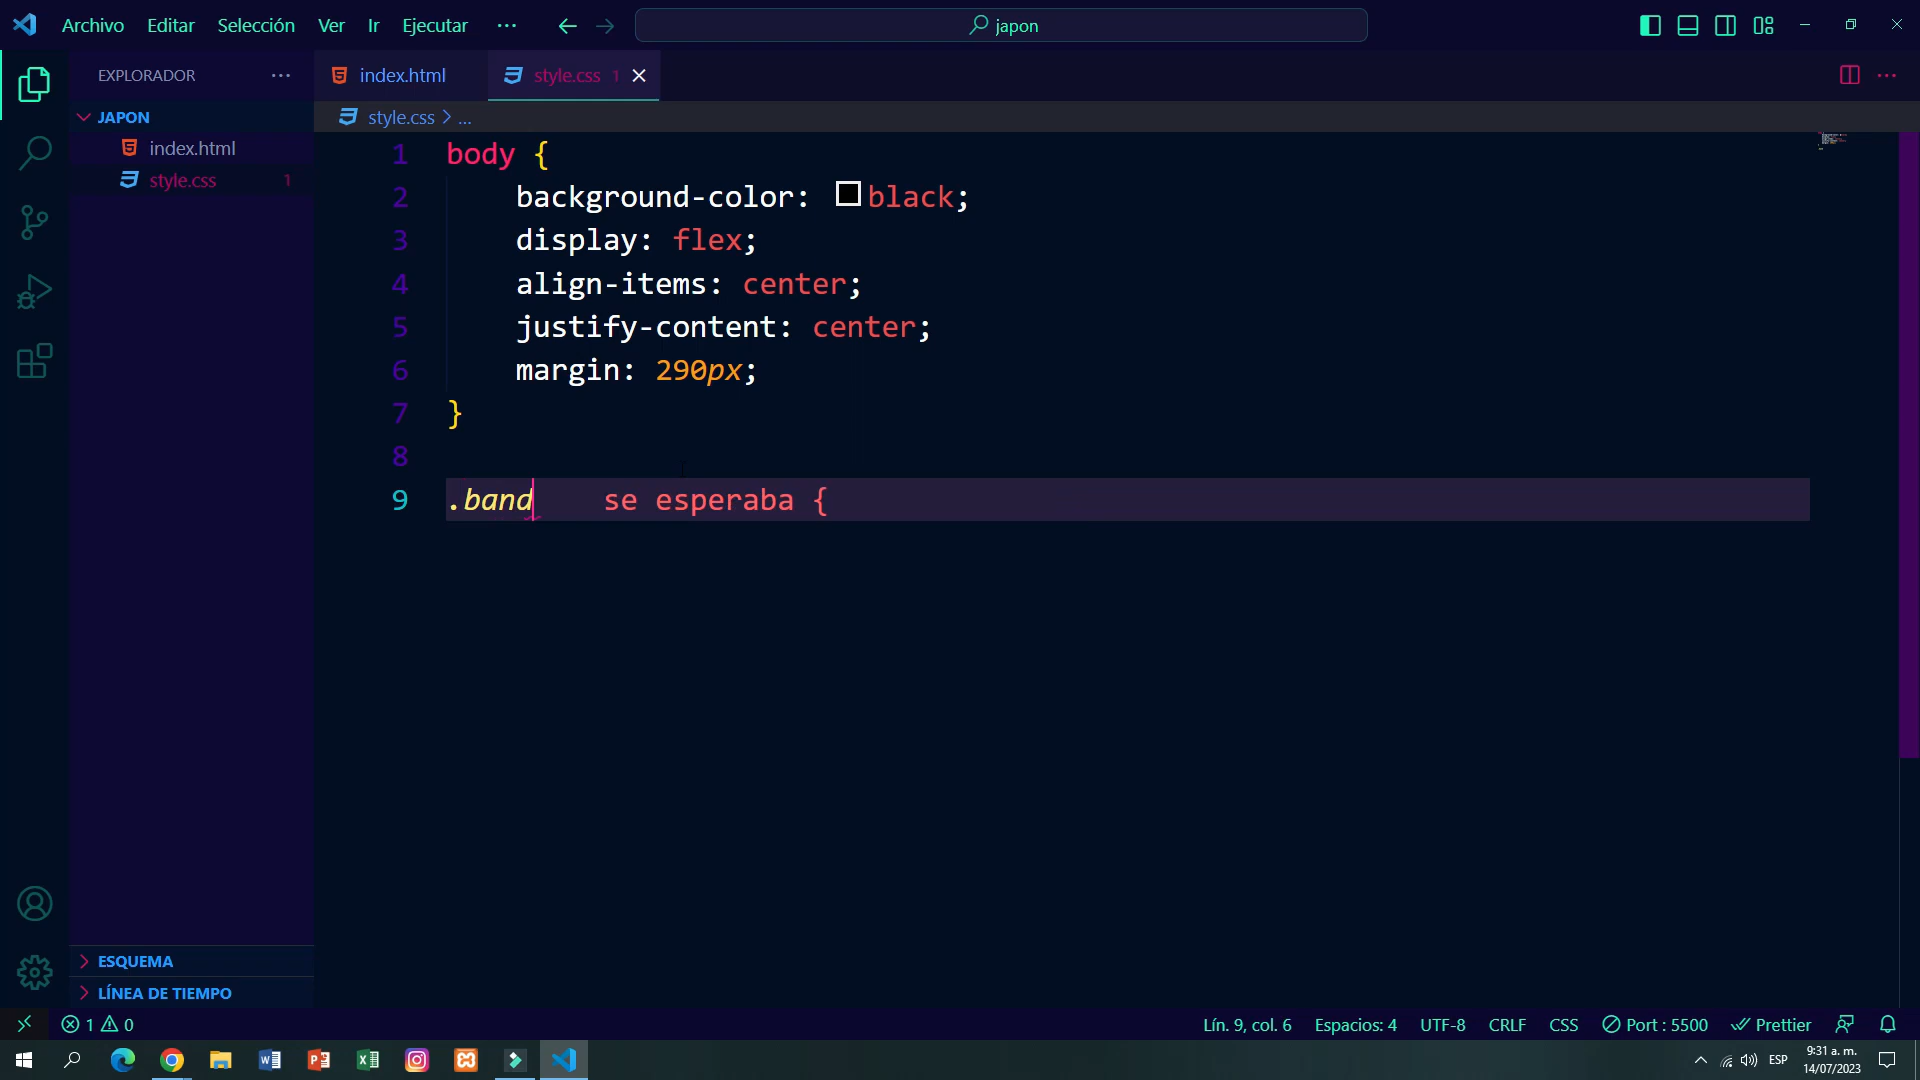 Archivo Editar Selección Ver Ir Ejecutar ··· japon
EXPLORADOR ···
index.html
style.css 1
JAPON
index.html
style.css 1
style.css > ...
1 body {
2 background-color: black;
3 display: flex;
4 align-items: center;
5 justify-content: center;
6 margin: 290px;
7 }
8
9 .band se esperaba {
ESQUEMA
LÍNEA DE TIEMPO
1 0 Lín. 9, col. 6 Espacios: 4 UTF-8 CRLF CSS Port : 5500 Prettier
ESP
9:31 a. m.
14/07/2023